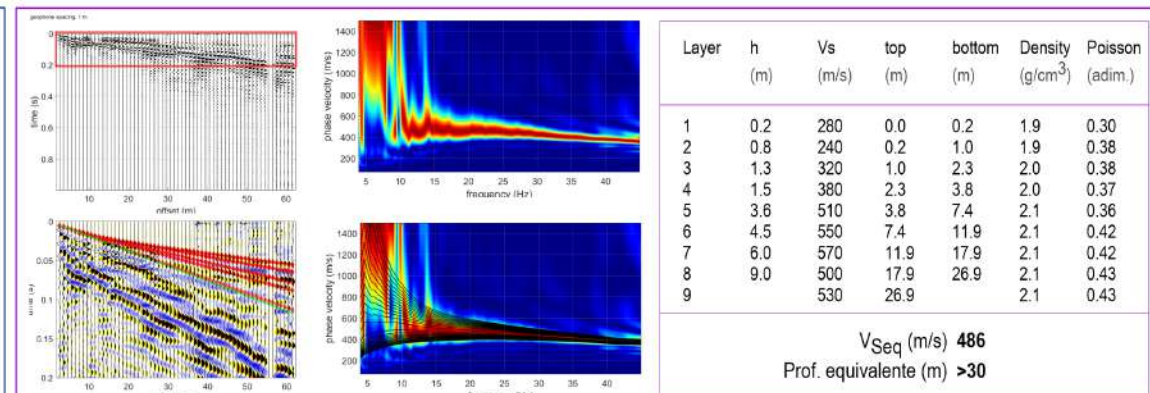 geophone spacing: 1 m
0
0.2
0.4
0.6
0.8
time (s)
10 20 30 40 50 60
offset (m)
1400
1200
1000
800
600
400
200
phase velocity (m/s)
4 5 10 15 20 25 30 35 40
frequency (Hz)
0
0.05
0.1
0.15
0.2
10 20 30 40 50 60
1400
1200
1000
800
600
400
200
phase velocity (m/s)
4 5 10 15 20 25 30 35 40
Layer h Vs top bottom Density Poisson
(m) (m/s) (m) (m) (g/cm3) (adim.)
1 0.2 280 0.0 0.2 1.9 0.30
2 0.8 240 0.2 1.0 1.9 0.38
3 1.3 320 1.0 2.3 2.0 0.38
4 1.5 380 2.3 3.8 2.0 0.37
5 3.6 510 3.8 7.4 2.1 0.36
6 4.5 550 7.4 11.9 2.1 0.42
7 6.0 570 11.9 17.9 2.1 0.42
8 9.0 500 17.9 26.9 2.1 0.43
9 530 26.9 2.1 0.43
VSeq (m/s) 486
Prof. equivalente (m) >30